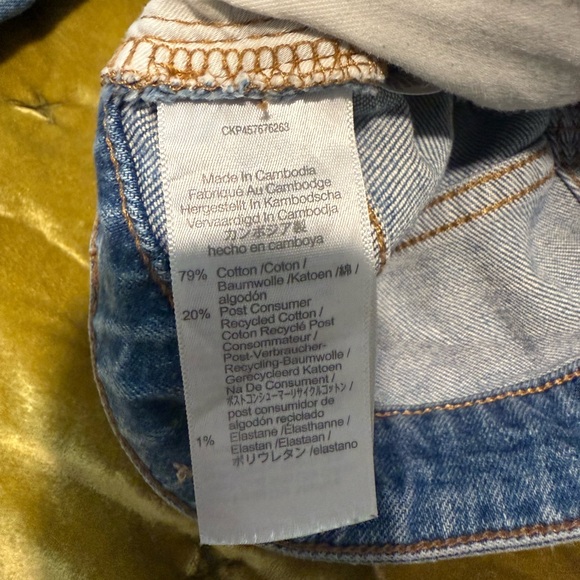 CKP457676263
Made In Cambodia
Fabriqué Au Cambodge
Hergestellt In Kambodscha
Vervaardigd In Cambodja
カンボジア製
hecho en camboya
79% Cotton /Coton /
Baumwolle /Katoen /綿 /
algodón
20% Post Consumer
Recycled Cotton /
Coton Recyclé Post
Consommateur /
Post-Verbraucher-
Recycling-Baumwolle /
Gerecycleerd Katoen
Na De Consument /
ポストコンシューマーリサイクルコットン /
post consumidor de
algodón reciclado
1% Elastane /Élasthanne /
Elastan /Elastaan /
ポリウレタン /elastano